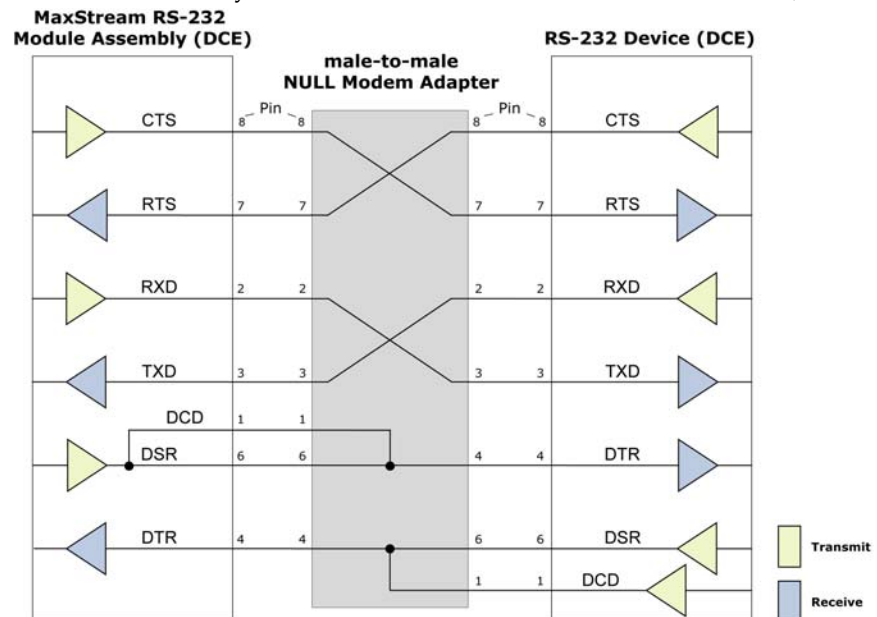 MaxStream RS-232
Module Assembly (DCE)
male-to-male
NULL Modem Adapter
RS-232 Device (DCE)
CTS 8 Pin 8 8 Pin 8 CTS
RTS 7 7 7 7 RTS
RXD 2 2 2 2 RXD
TXD 3 3 3 3 TXD
DCD 1 1
DSR 6 6 4 4 DTR
DTR 4 4 6 6 DSR
1 1 DCD
Transmit
Receive